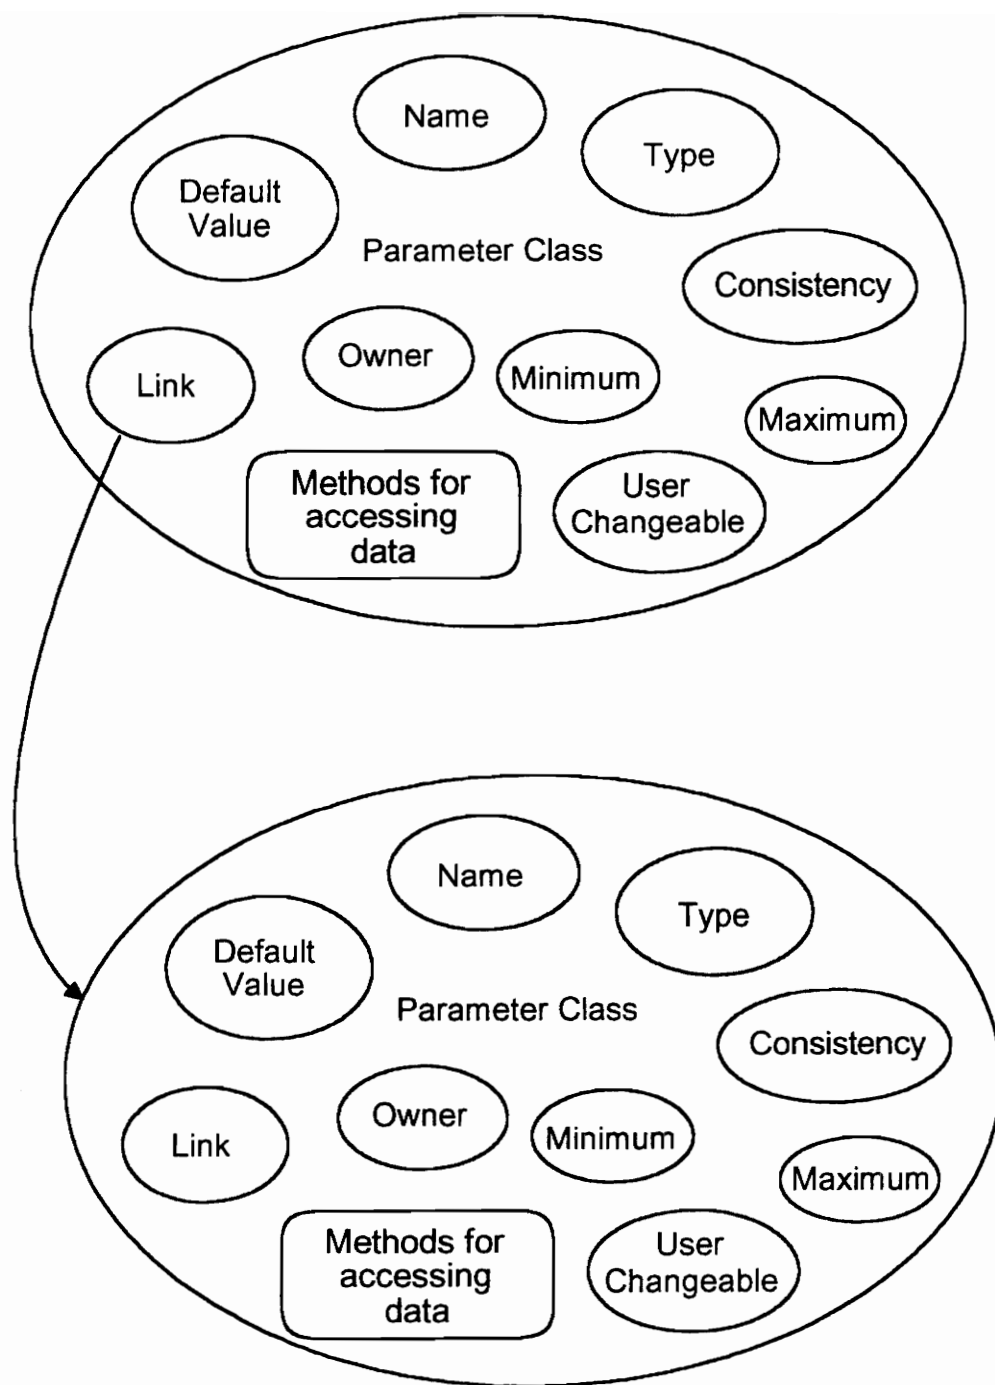 Name
Type
Default
Value
Parameter Class
Consistency
Owner
Minimum
Link
Maximum
Methods for
accessing
data
User
Changeable
Name
Type
Default
Value
Parameter Class
Consistency
Owner
Minimum
Link
Maximum
Methods for
accessing
data
User
Changeable